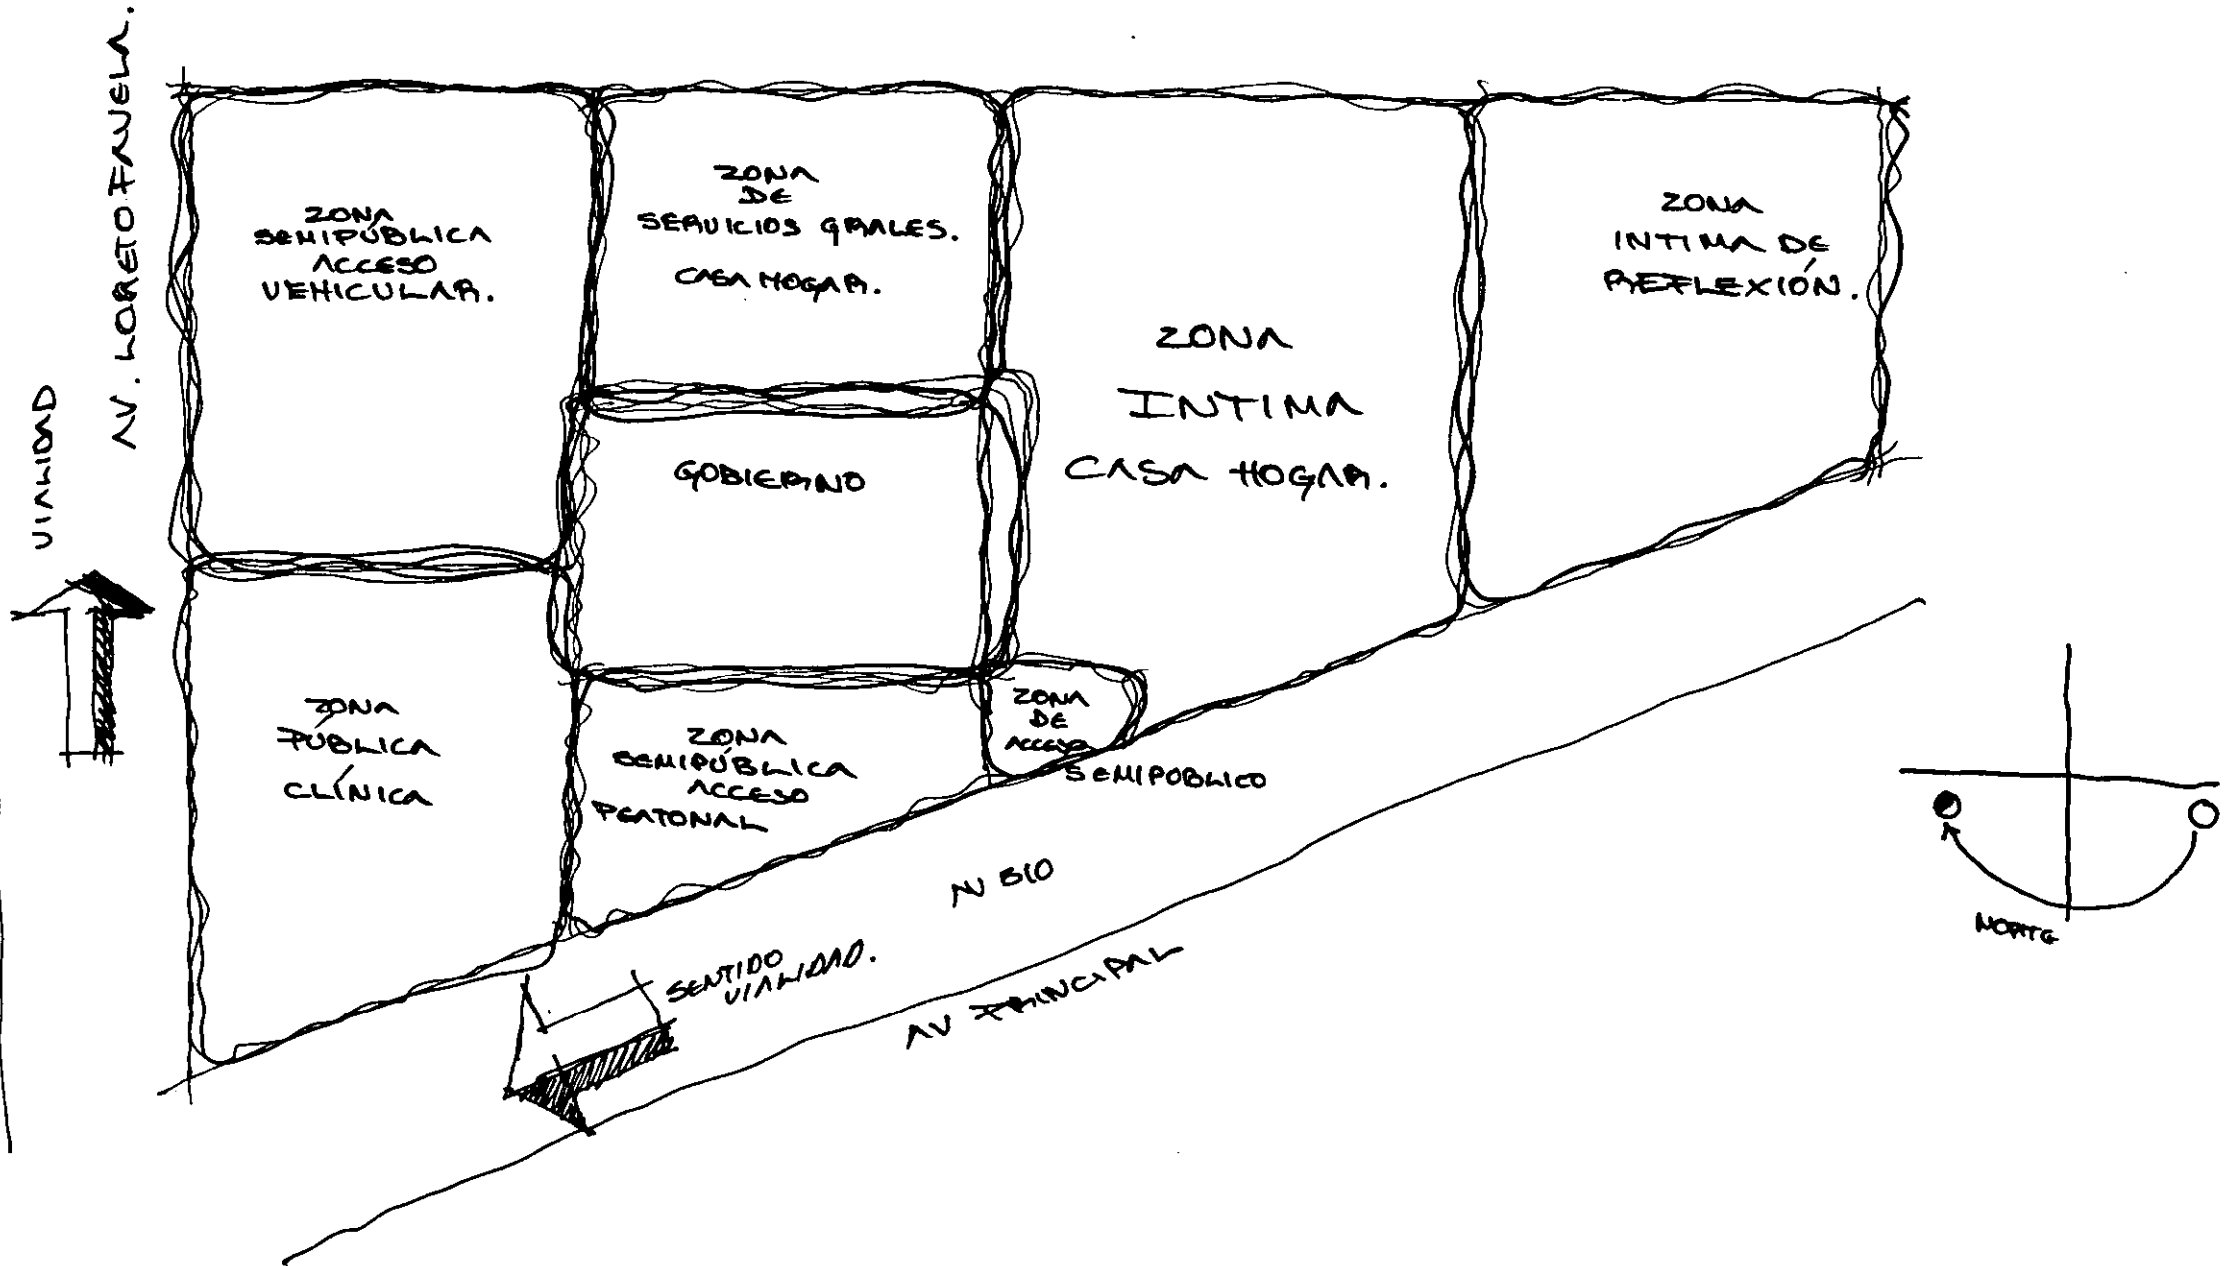 AV. LORETO FAVELA.
VIALIDAD
ZONA
SEMIPÚBLICA
ACCESO
VEHICULAR.
ZONA
DE
SERVICIOS GRALES.
CASA HOGAR.
ZONA
INTIMA
CASA HOGAR.
ZONA
INTIMA DE
REFLEXIÓN.
GOBIERNO
ZONA
PÚBLICA
CLÍNICA
ZONA
SEMIPÚBLICA
ACCESO
PEATONAL
ZONA
DE
ACCESO
SEMIPÚBLICO
AV 510
SENTIDO
VIALIDAD.
AV PRINCIPAL
NORTE